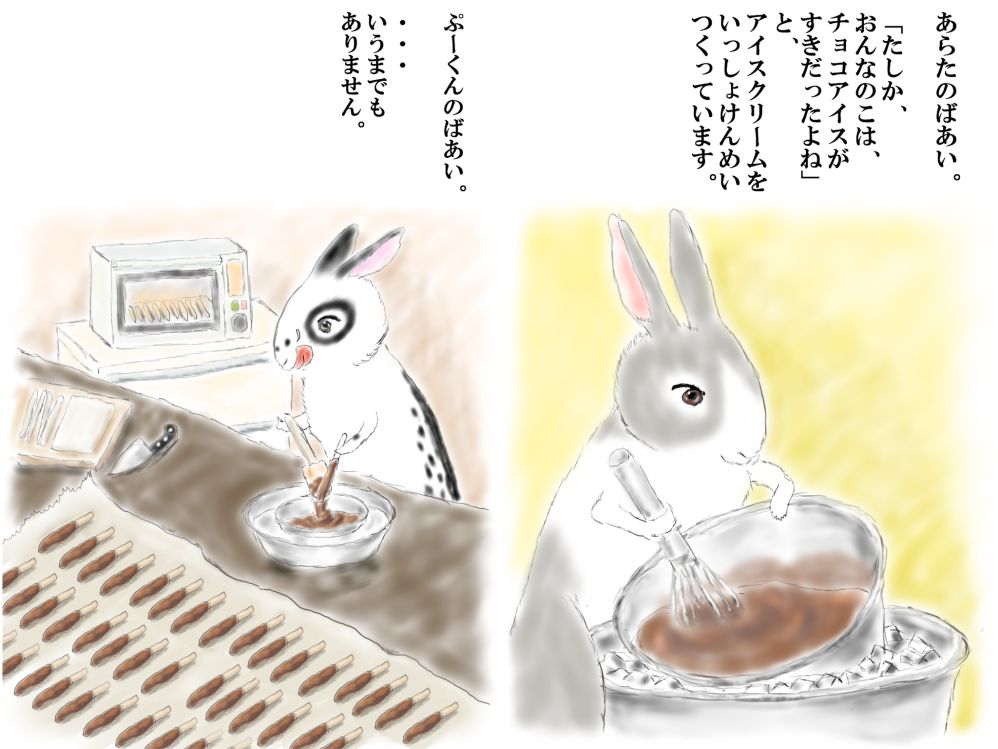 あらたのばあい。
「たしか、
おんなのこは、
チョコアイスが
すきだったよね」
と、
アイスクリームを
いっしょけんめい
つくっています。
ぷーくんのばあい。
・・・
いうまでも
ありません。